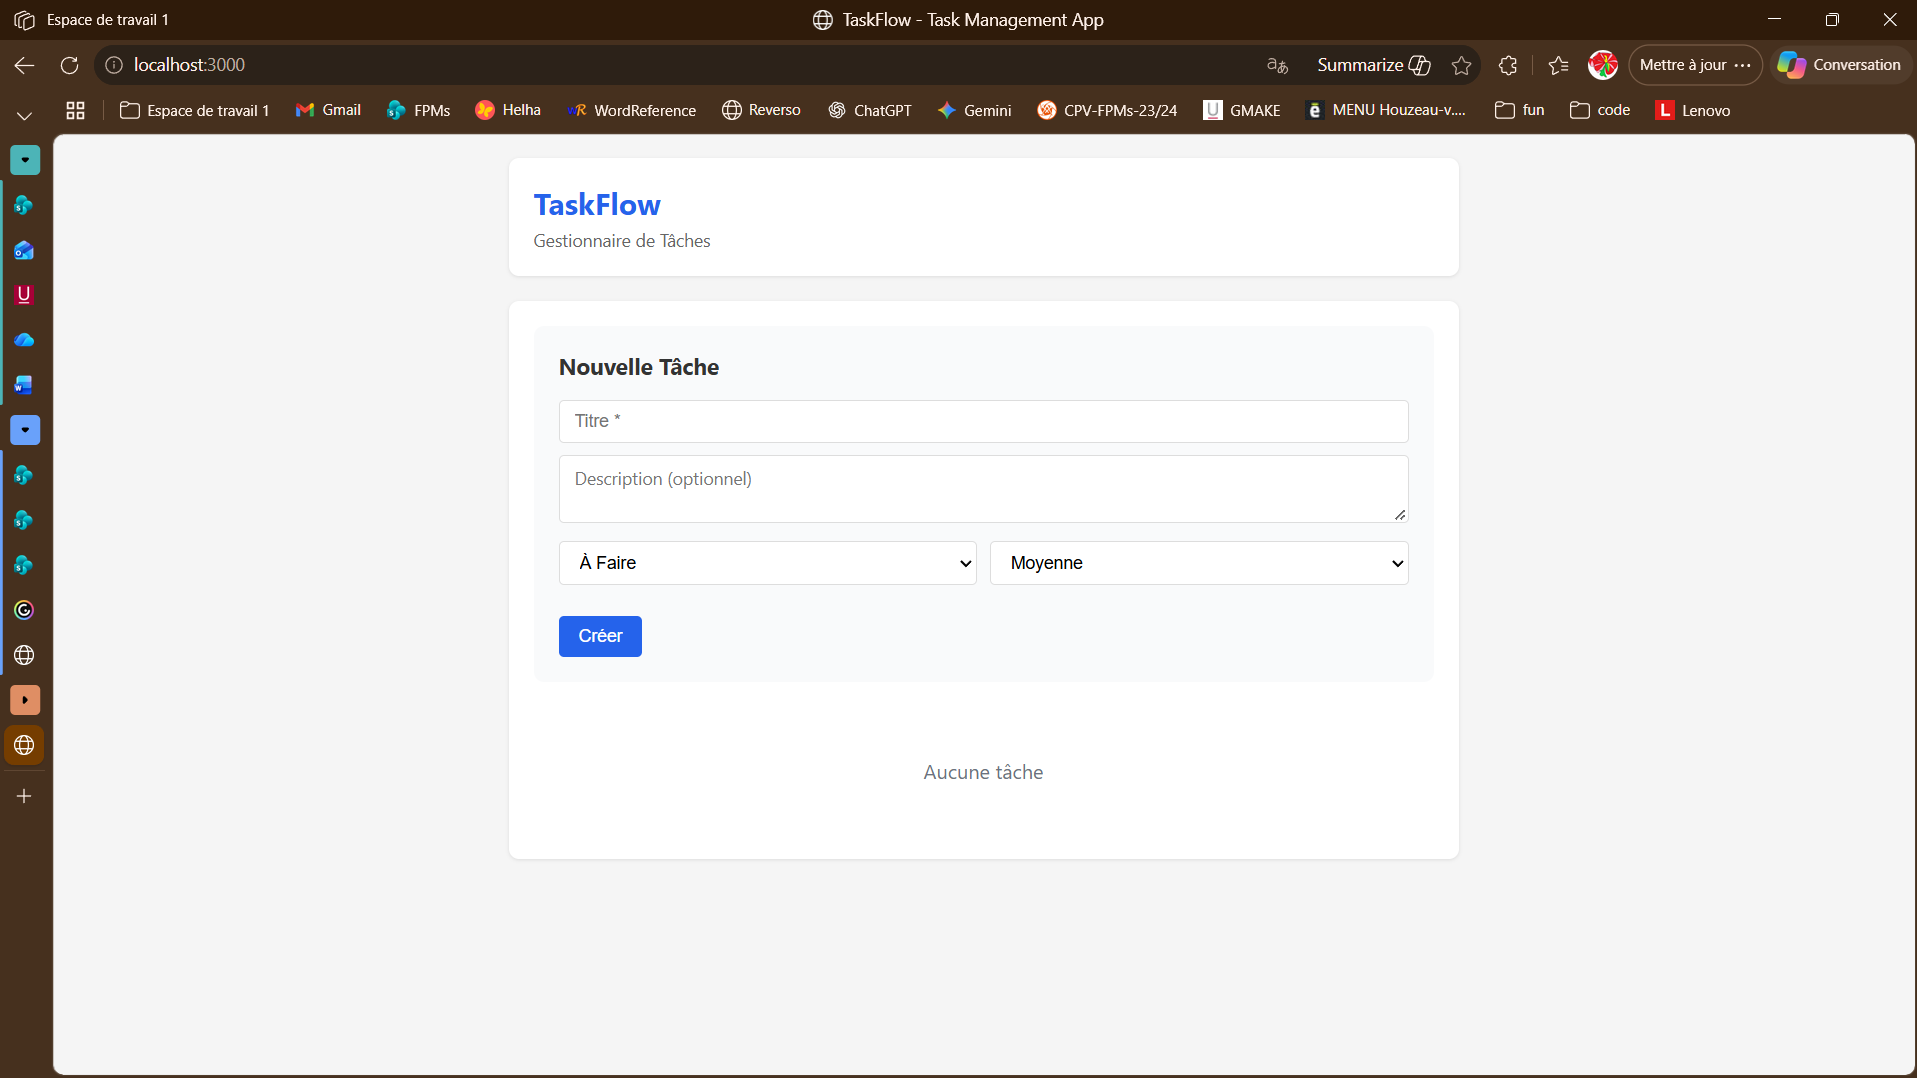 Espace de travail 1
TaskFlow - Task Management App
localhost:3000
Summarize
Mettre à jour
Conversation
Espace de travail 1
Gmail
FPMs
Helha
WordReference
Reverso
ChatGPT
Gemini
CPV-FPMs-23/24
GMAKE
MENU Houzeau-v....
fun
code
Lenovo
TaskFlow
Gestionnaire de Tâches
Nouvelle Tâche
Titre *
Description (optionnel)
À Faire
Moyenne
Créer
Aucune tâche